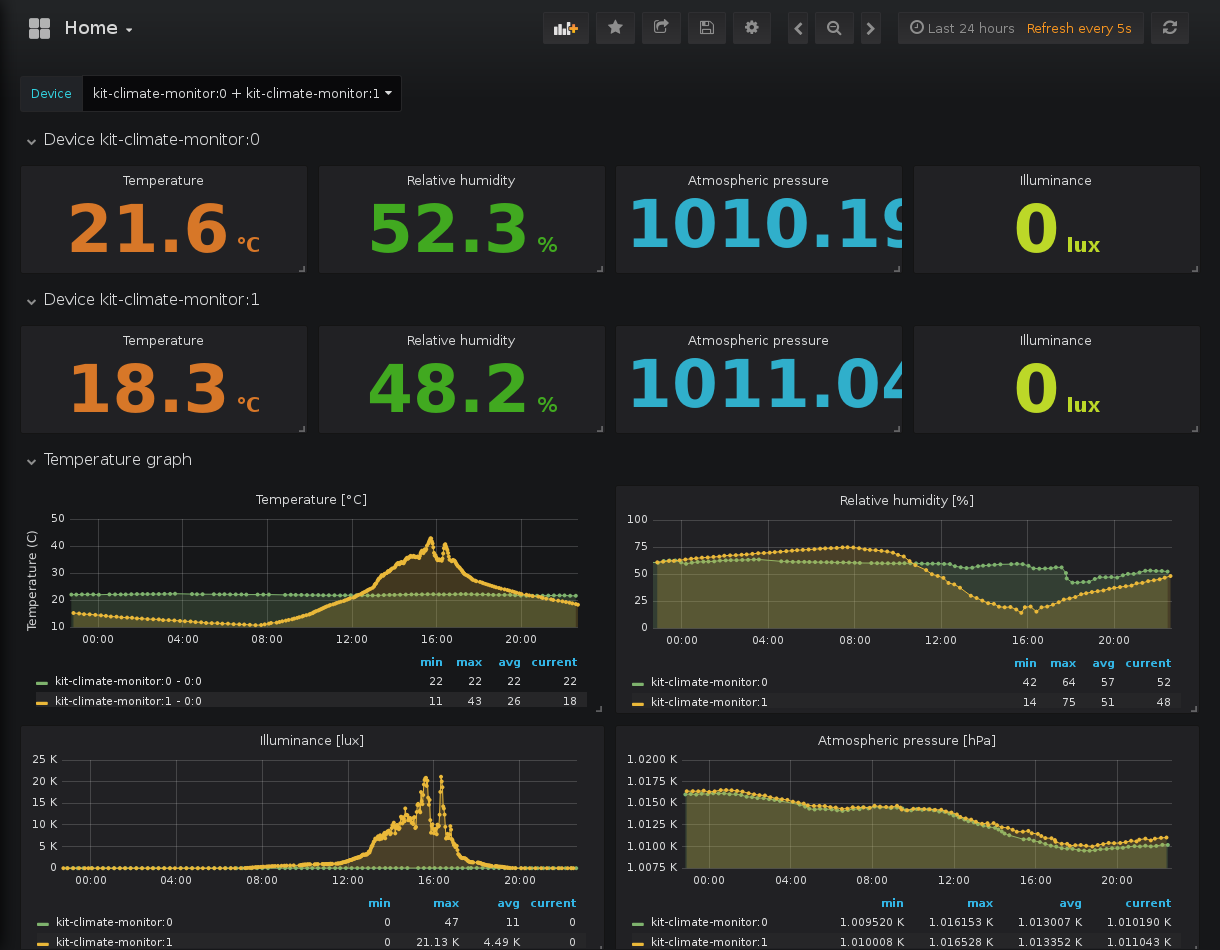 Home
Last 24 hours Refresh every 5s
Device kit-climate-monitor:0 + kit-climate-monitor:1
Device kit-climate-monitor:0
Temperature Relative humidity Atmospheric pressure Illuminance
21.6 °C 52.3 % 1010.19 0 lux
Device kit-climate-monitor:1
Temperature Relative humidity Atmospheric pressure Illuminance
18.3 °C 48.2 % 1011.04 0 lux
Temperature graph
Temperature [°C]
Temperature (C)
50
40
30
20
10
00:00 04:00 08:00 12:00 16:00 20:00
min max avg current
kit-climate-monitor:0 - 0:0 22 22 22 22
kit-climate-monitor:1 - 0:0 11 43 26 18
Relative humidity [%]
100
75
50
25
0
00:00 04:00 08:00 12:00 16:00 20:00
min max avg current
kit-climate-monitor:0 42 64 57 52
kit-climate-monitor:1 14 75 51 48
Illuminance [lux]
25 K
20 K
15 K
10 K
5 K
0
00:00 04:00 08:00 12:00 16:00 20:00
min max avg current
kit-climate-monitor:0 0 47 11 0
kit-climate-monitor:1 0 21.13 K 4.49 K 0
Atmospheric pressure [hPa]
1.0200 K
1.0175 K
1.0150 K
1.0125 K
1.0100 K
1.0075 K
00:00 04:00 08:00 12:00 16:00 20:00
min max avg current
kit-climate-monitor:0 1.009520 K 1.016153 K 1.013007 K 1.010190 K
kit-climate-monitor:1 1.010008 K 1.016528 K 1.013352 K 1.011043 K